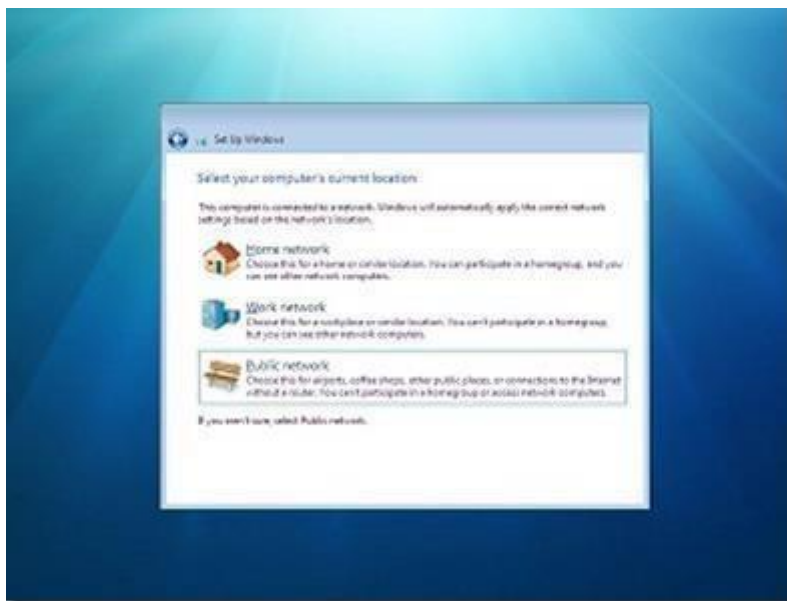 Set Up Windows
Select your computer's current location
This computer is connected to a network. Windows will automatically apply the correct network
settings based on the network's location.
Home network
Choose this for a home or similar location. You can participate in a homegroup, and you
can see other network computers.
Work network
Choose this for a workplace or similar location. You can't participate in a homegroup,
but you can see other network computers.
Public network
Choose this for airports, coffee shops, other public places, or connections to the Internet
without a router. You can't participate in a homegroup or access network computers.
If you aren't sure, select Public network.